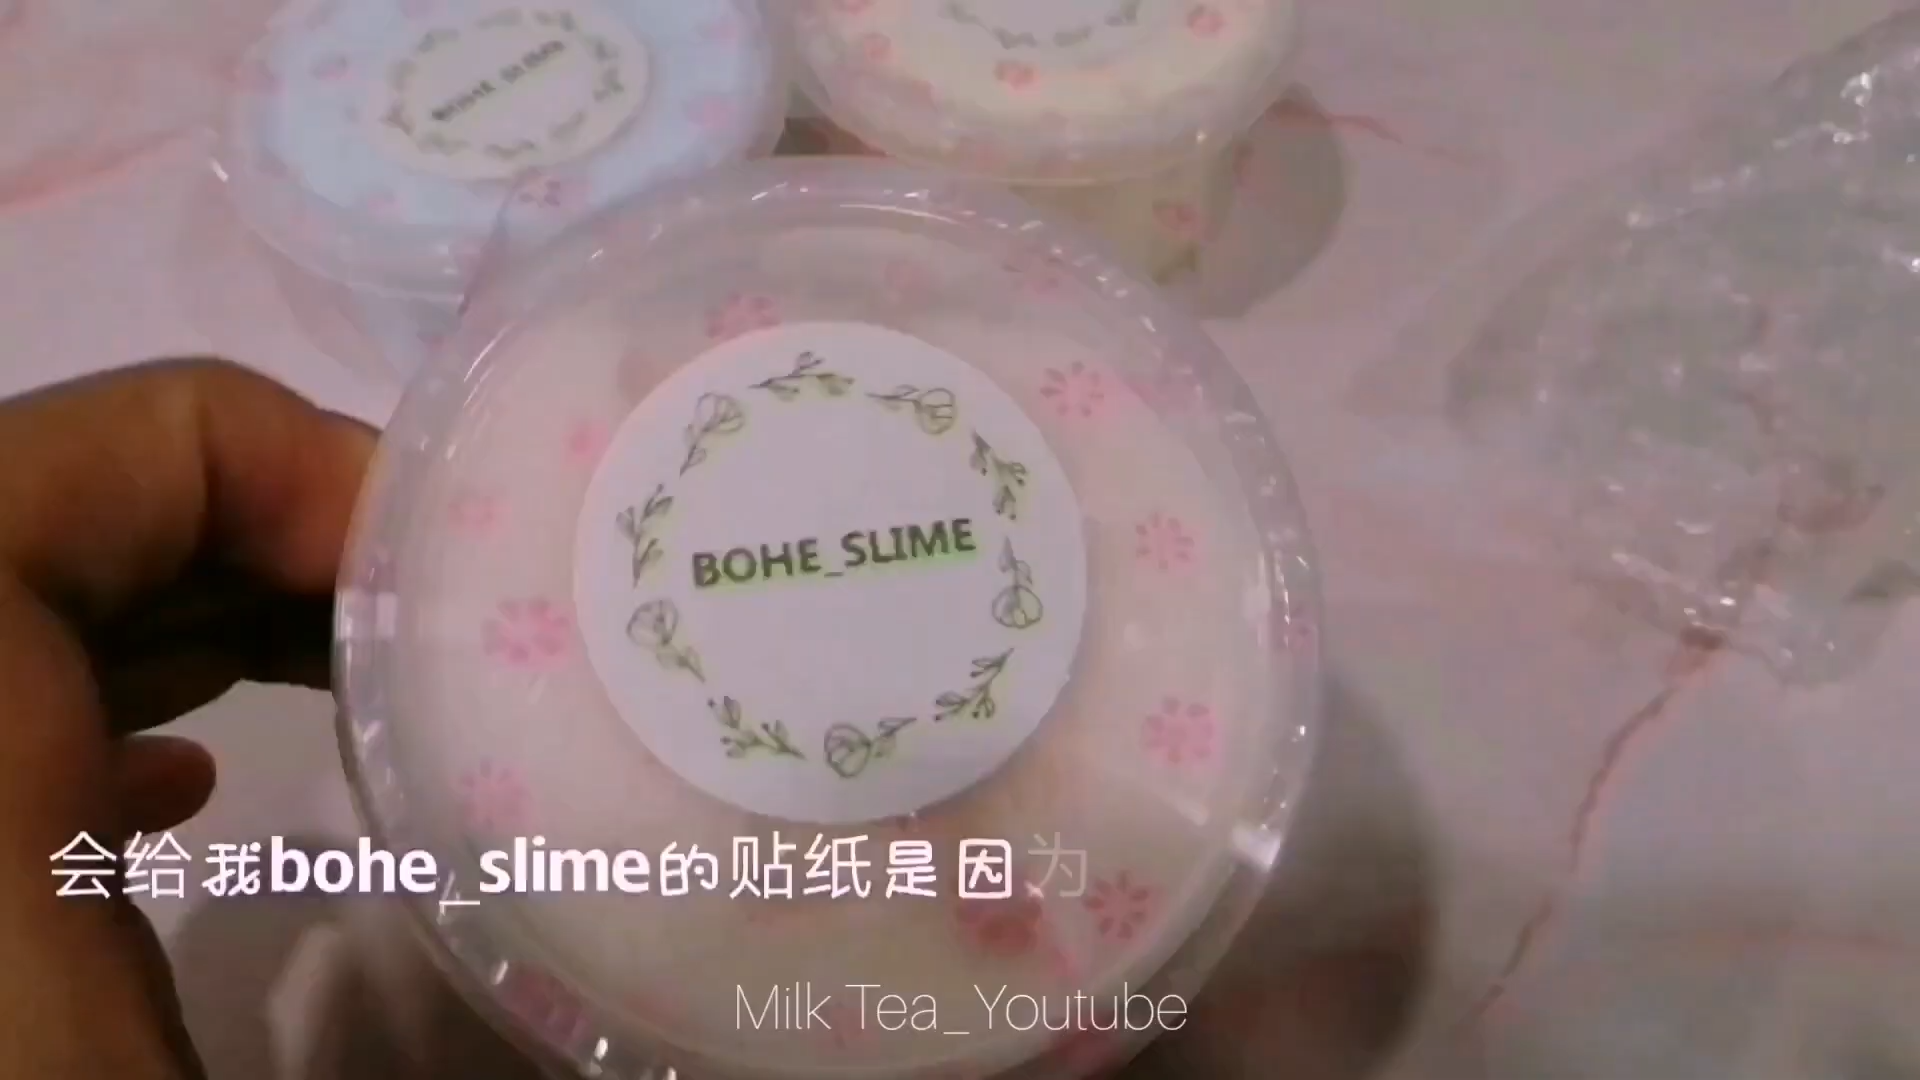 BOHE_SLIME
BOHE_SLIME
会给我bohe_slime的贴纸是因为
Milk Tea_Youtube